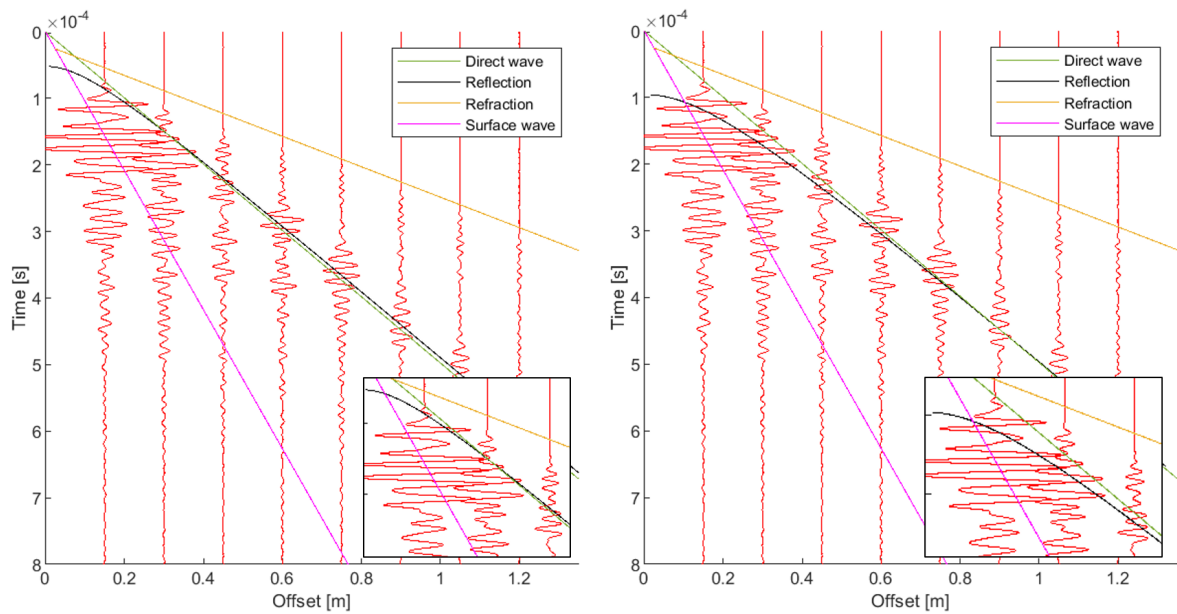 ×10⁻⁴
0
1
2
3
4
5
6
7
8
Time [s]
Direct wave
Reflection
Refraction
Surface wave
0
0.2
0.4
0.6
0.8
1
1.2
Offset [m]
×10⁻⁴
0
1
2
3
4
5
6
7
8
Time [s]
Direct wave
Reflection
Refraction
Surface wave
0
0.2
0.4
0.6
0.8
1
1.2
Offset [m]